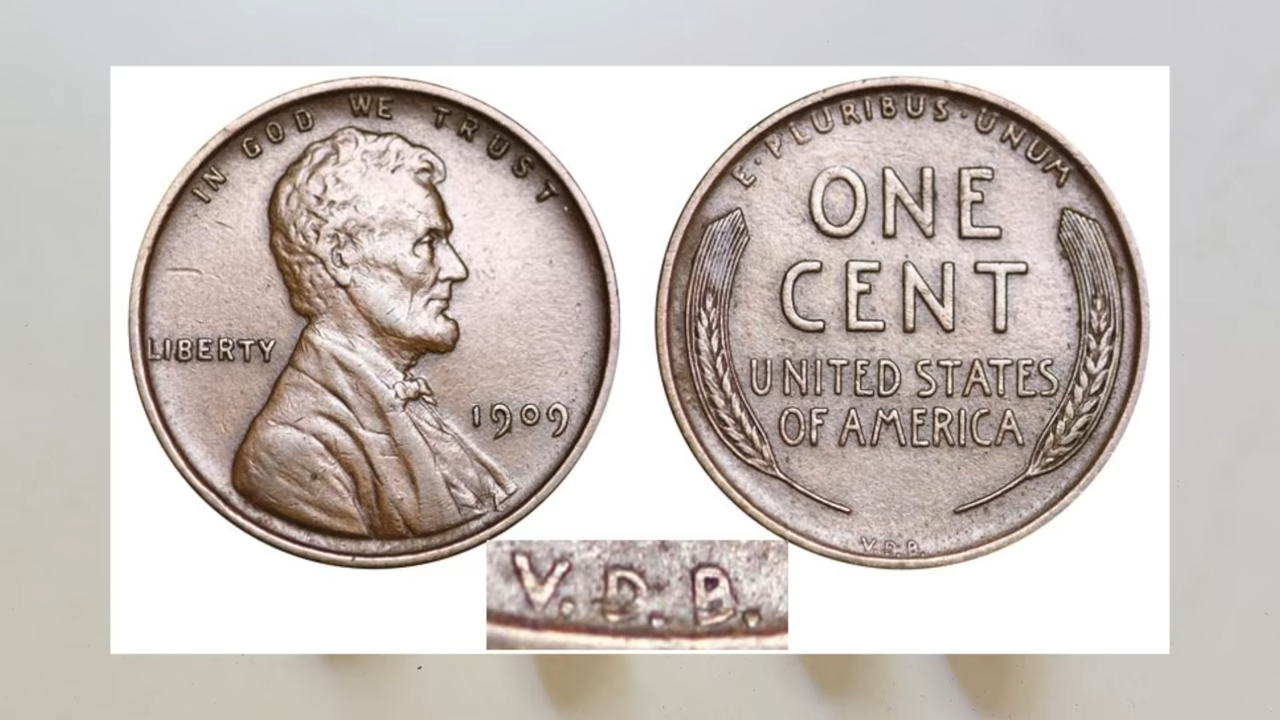 IN GOD WE TRUST
LIBERTY
1909
E·PLURIBUS·UNUM
ONE
CENT
UNITED STATES
OF AMERICA
V.D.B.
V.D.B.